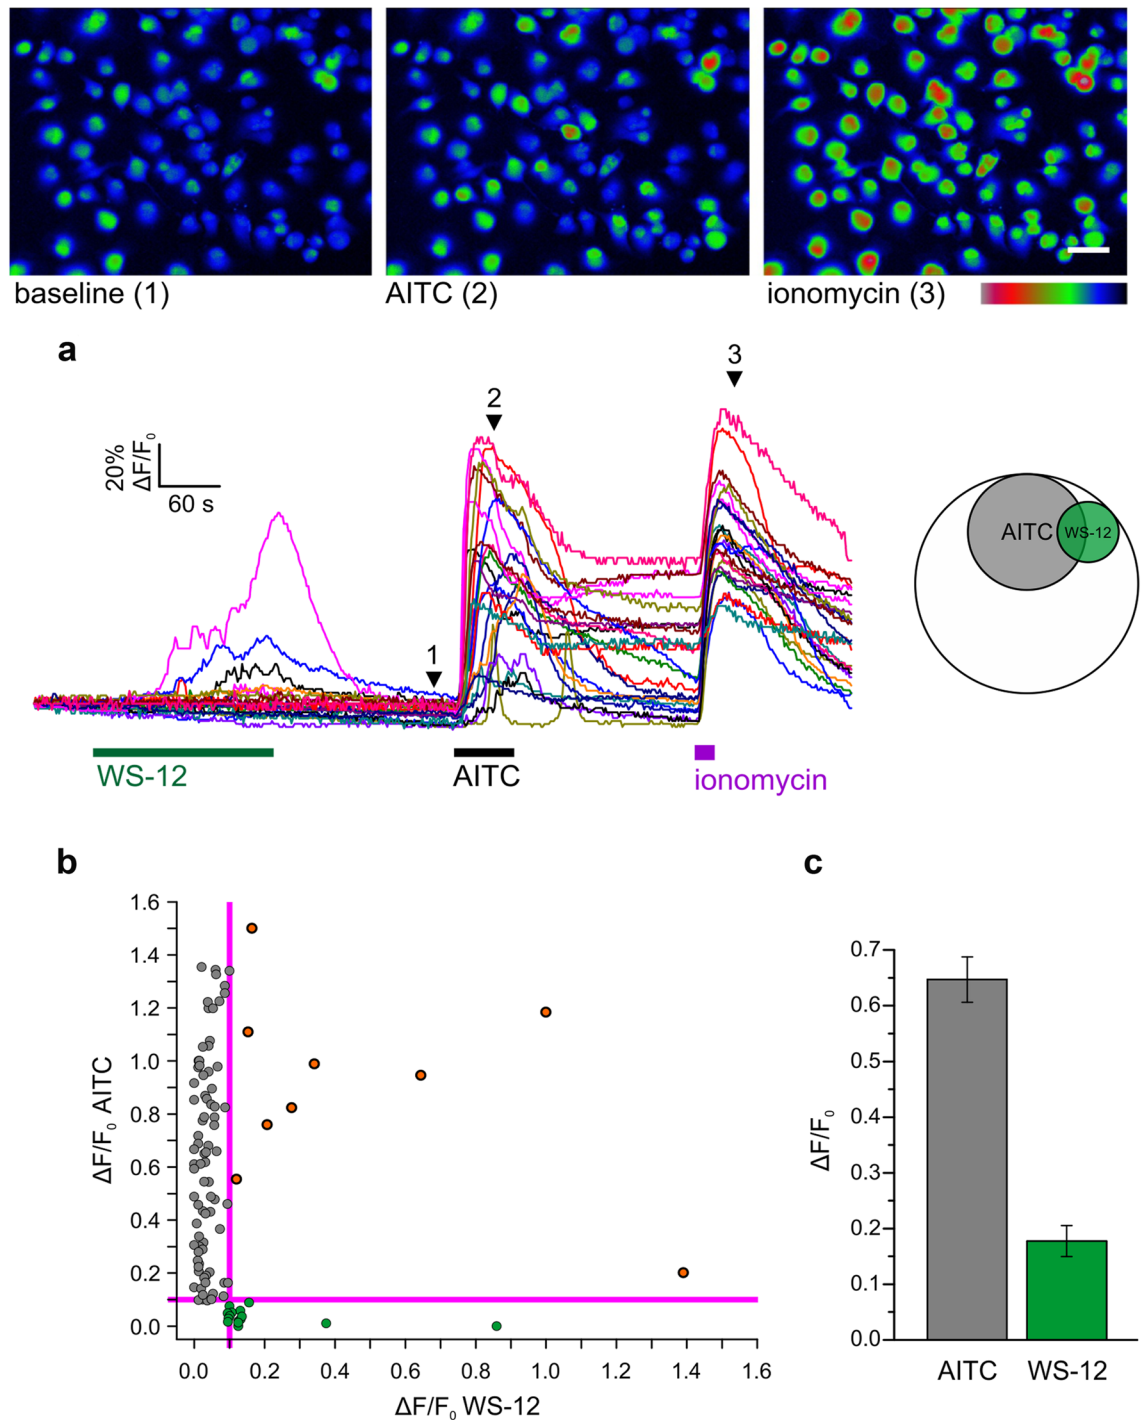 baseline (1)
AITC (2)
ionomycin (3)
a
20%
ΔF/F₀
60 s
1
2
3
WS-12
AITC
ionomycin
AITC
WS-12
b
1.6
1.4
1.2
1.0
0.8
0.6
0.4
0.2
0.0
ΔF/F₀ AITC
0.0 0.2 0.4 0.6 0.8 1.0 1.2 1.4 1.6
ΔF/F₀ WS-12
c
0.7
0.6
0.5
0.4
0.3
0.2
0.1
0.0
ΔF/F₀
AITC WS-12